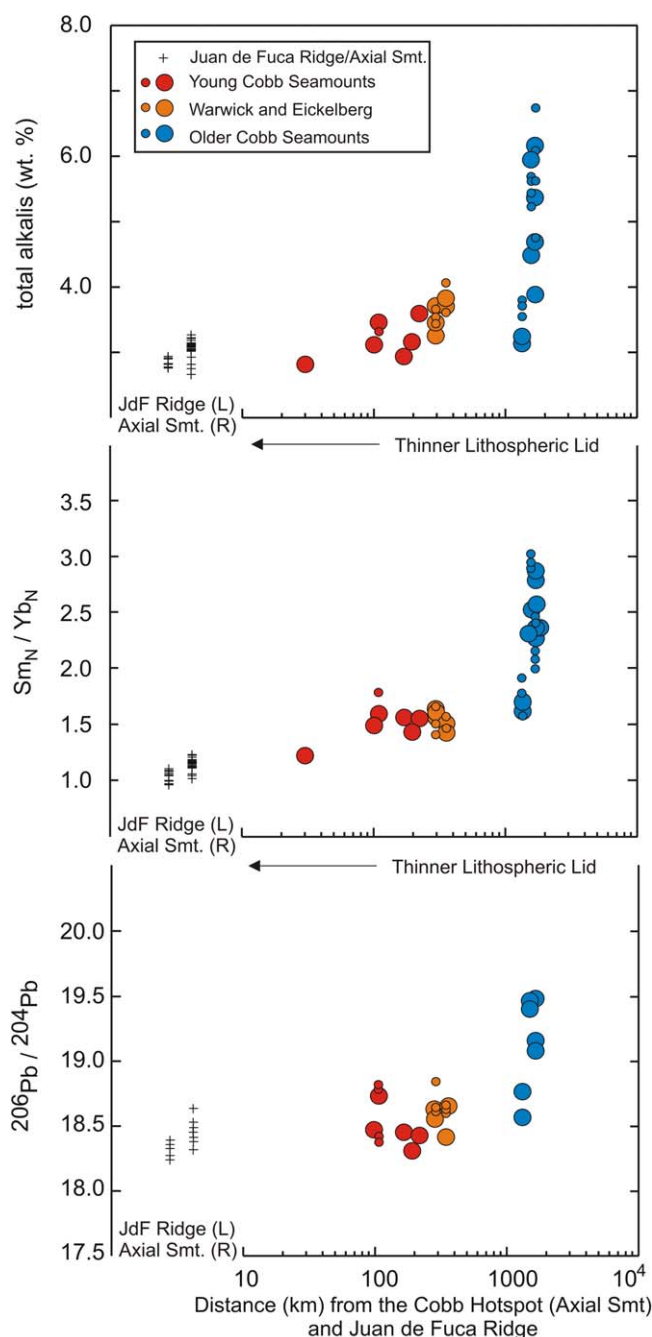 8.0
Juan de Fuca Ridge/Axial Smt.
Young Cobb Seamounts
Warwick and Eickelberg
Older Cobb Seamounts
total alkalis (wt. %)
6.0
4.0
JdF Ridge (L)
Axial Smt. (R)
Thinner Lithospheric Lid
3.5
3.0
2.5
2.0
1.5
1.0
Sm_N / Yb_N
JdF Ridge (L)
Axial Smt. (R)
Thinner Lithospheric Lid
20.0
19.5
19.0
18.5
18.0
17.5
²⁰⁶Pb / ²⁰⁴Pb
JdF Ridge (L)
Axial Smt. (R)
10 100 1000 10⁴
Distance (km) from the Cobb Hotspot (Axial Smt)
and Juan de Fuca Ridge